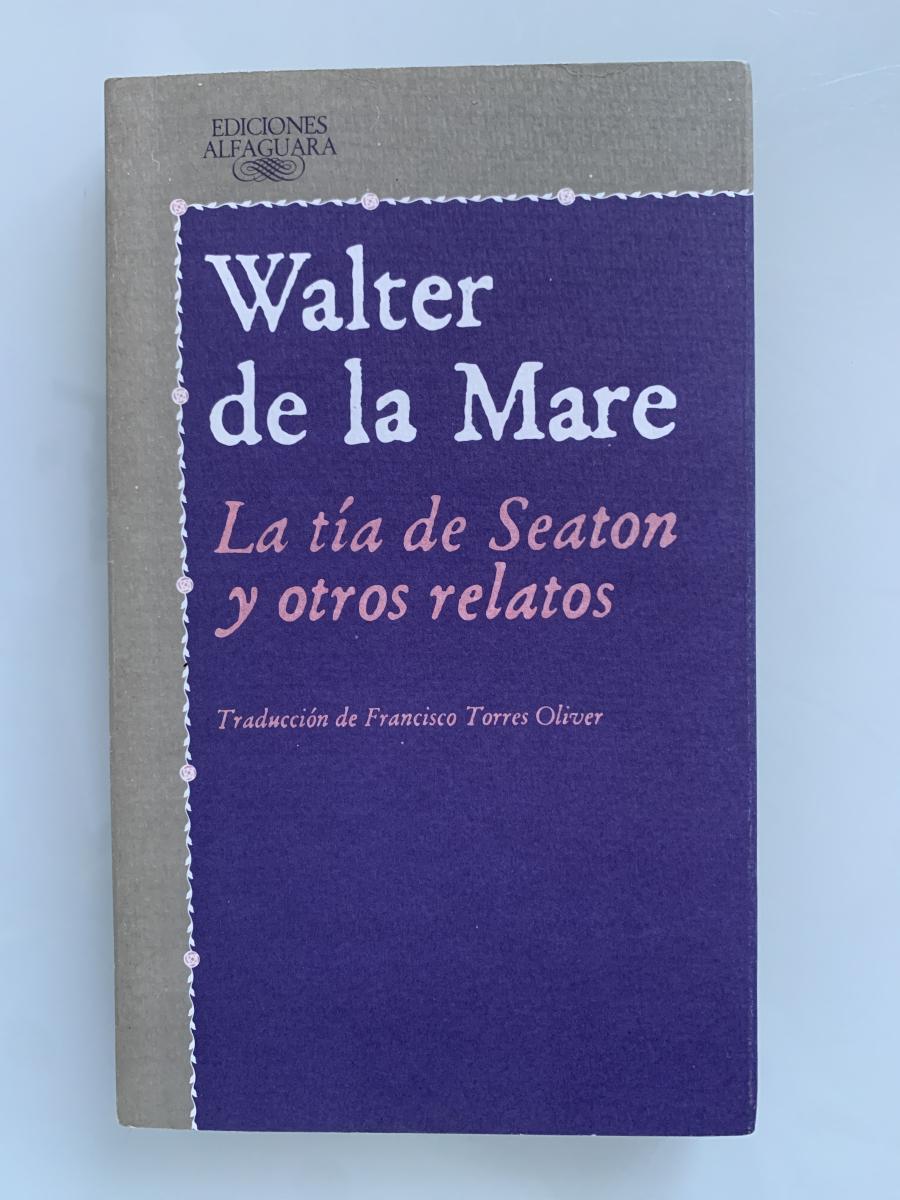 EDICIONES
ALFAGUARA
Walter
de la Mare
La tía de Seaton
y otros relatos
Traducción de Francisco Torres Oliver